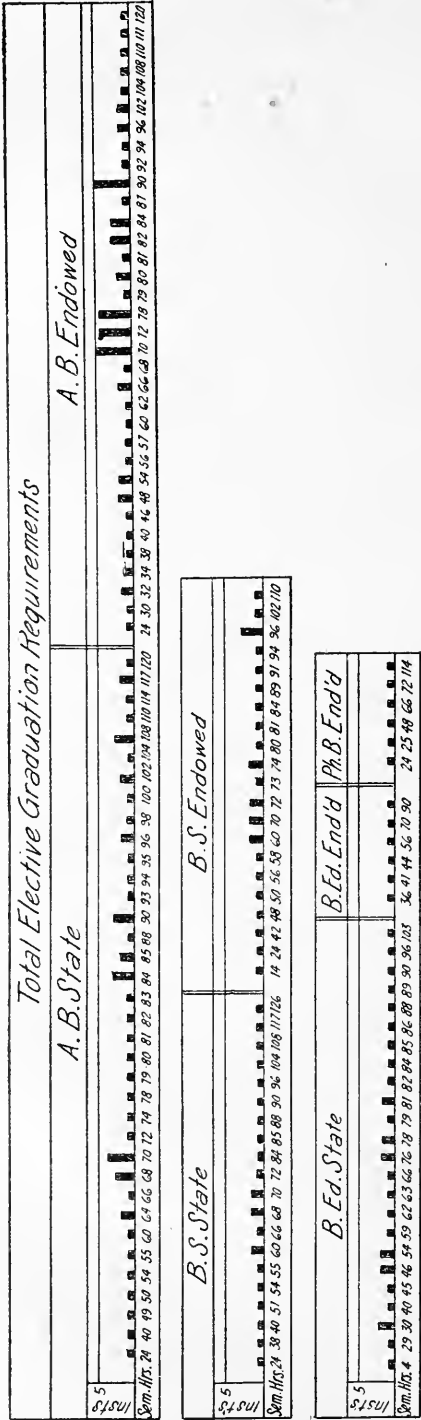 Total Elective Graduation Requirements
A.B. State A.B. Endowed
5
Insts
Sem. Hrs. 24 40 49 50 54 55 60 64 66 68 70 72 74 78 79 80 81 82 83 84 85 88 90 93 94 95 96 98 100 102 104 108 110 114 117 120 24 30 32 34 38 40 46 48 54 56 57 60 62 66 68 70 72 78 79 80 81 82 84 87 90 92 94 96 102 104 108 110 111 120
B.S. State B.S. Endowed
5
Insts
Sem. Hrs. 24 38 40 51 54 55 60 66 68 70 72 84 85 88 90 96 104 108 117 126 14 24 42 48 50 56 58 60 70 72 73 74 80 81 84 89 91 94 96 102 110
B.Ed. State B.Ed. End'd Ph.B. End'd
5
Insts
Sem. Hrs. 4 29 30 40 45 46 54 59 62 63 66 76 78 79 81 82 84 85 86 88 89 90 96 103 36 41 44 56 70 90 24 25 48 66 72 114